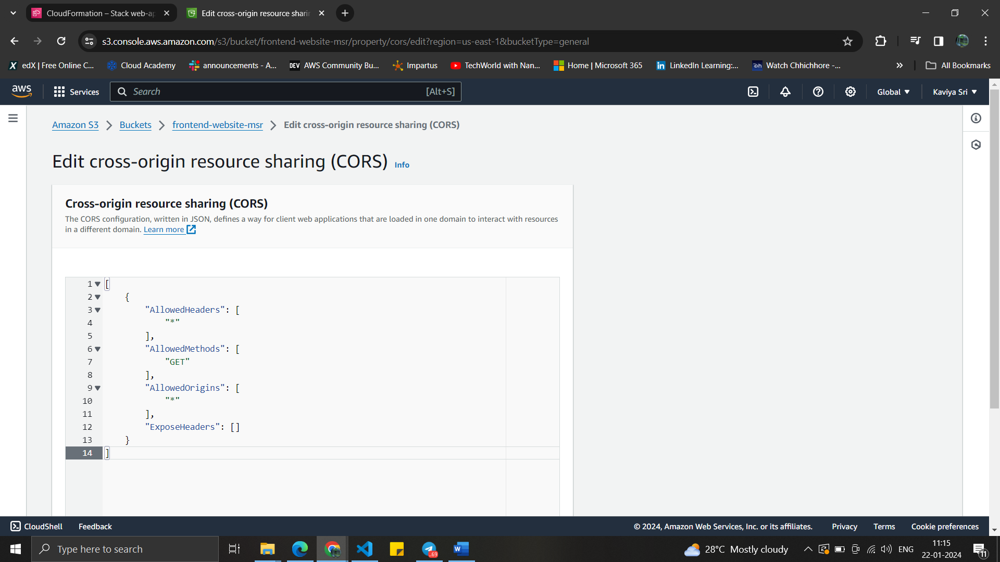 CloudFormation – Stack web-ap
Edit cross-origin resource sharin
s3.console.aws.amazon.com/s3/bucket/frontend-website-msr/property/cors/edit?region=us-east-1&bucketType=general
edX | Free Online C...
Cloud Academy
announcements - A...
DEV AWS Community Bu...
Impartus
TechWorld with Nan...
Home | Microsoft 365
LinkedIn Learning:...
Watch Chhichhore -...
All Bookmarks
aws
Services
Search [Alt+S]
Global
Kaviya Sri
Amazon S3
Buckets
frontend-website-msr
Edit cross-origin resource sharing (CORS)
Edit cross-origin resource sharing (CORS) Info
Cross-origin resource sharing (CORS)
The CORS configuration, written in JSON, defines a way for client web applications that are loaded in one domain to interact with resources
in a different domain. Learn more
1 [
2 {
3 "AllowedHeaders": [
4 "*"
5 ],
6 "AllowedMethods": [
7 "GET"
8 ],
9 "AllowedOrigins": [
10 "*"
11 ],
12 "ExposeHeaders": []
13 }
14 ]
CloudShell
Feedback
© 2024, Amazon Web Services, Inc. or its affiliates.
Privacy
Terms
Cookie preferences
Type here to search
28°C Mostly cloudy
ENG
11:15
22-01-2024
11